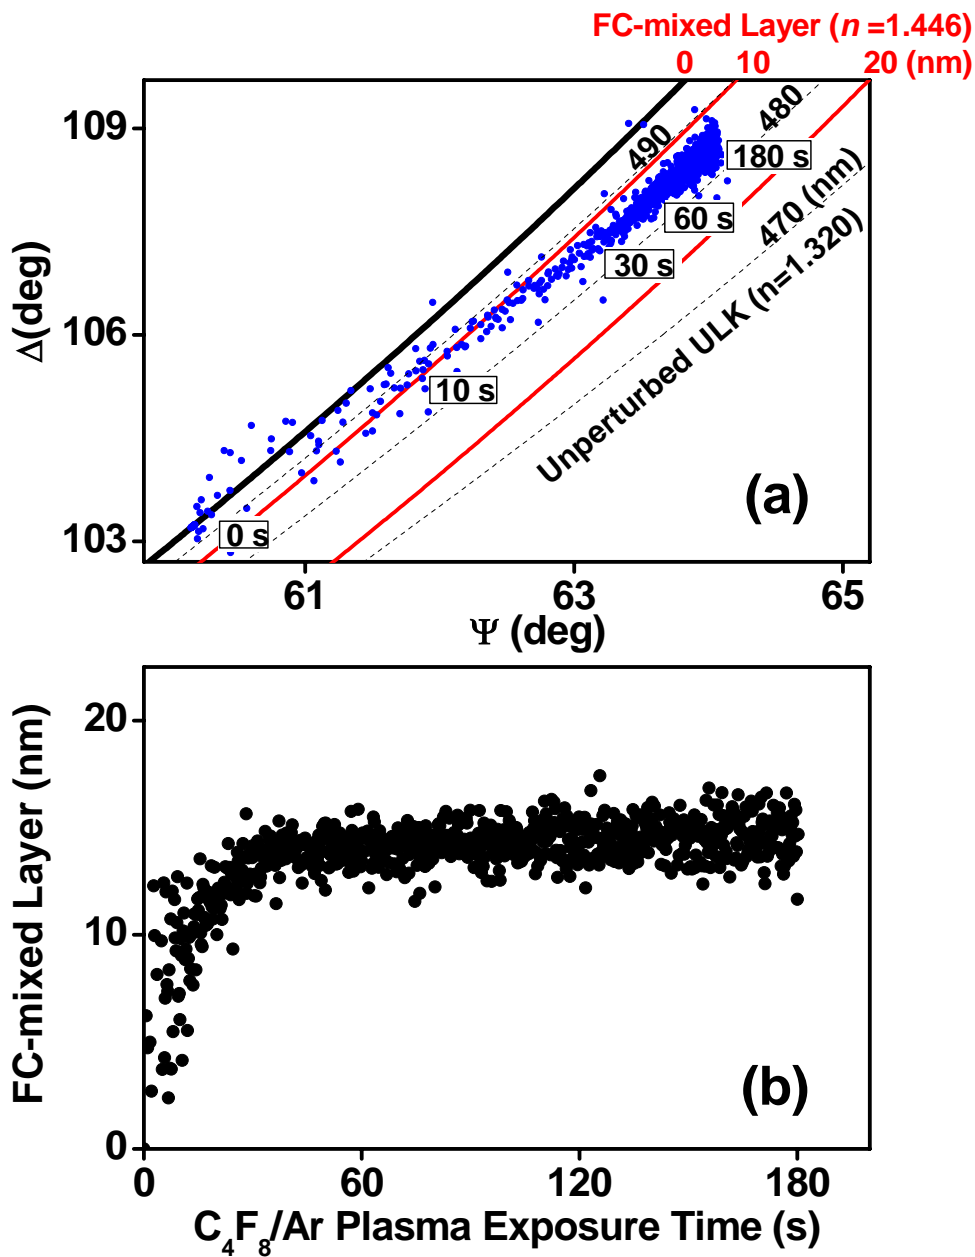 FC-mixed Layer (n =1.446)
0 10 20 (nm)
109
106
103
Δ(deg)
490
480
470 (nm)
180 s
60 s
30 s
10 s
0 s
Unperturbed ULK (n=1.320)
(a)
61 63 65
Ψ (deg)
20
10
0
FC-mixed Layer (nm)
(b)
0 60 120 180
C₄F₈/Ar Plasma Exposure Time (s)